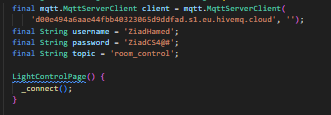 final mqtt.MqttServerClient client = mqtt.MqttServerClient(
'd00e494a6aae44fbb40323065d9ddfad.s1.eu.hivemq.cloud', '');
final String username = 'ZiadHamed';
final String password = 'ZiadCS4@#';
final String topic = 'room_control';
LightControlPage() {
_connect();
}